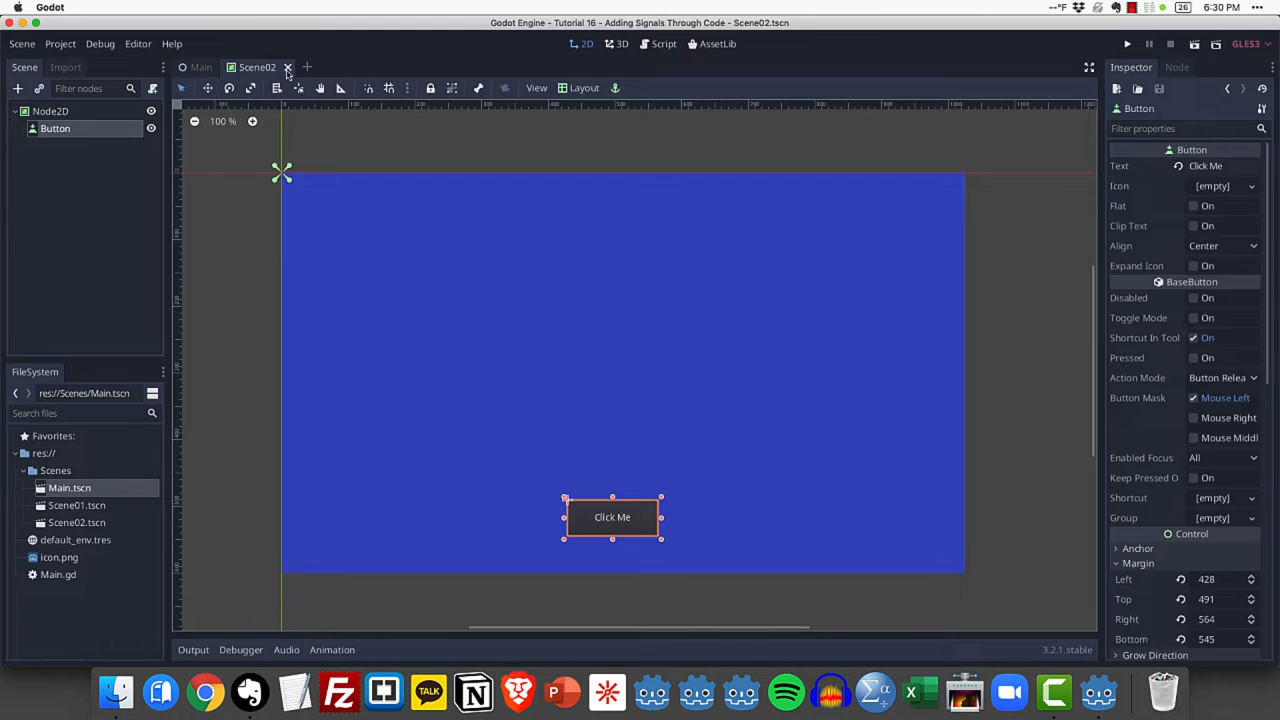 Godot
26
6:30 PM
Godot Engine - Tutorial 16 - Adding Signals Through Code - Scene02.tscn
Scene Project Debug Editor Help
2D 3D Script AssetLib
GLES3
Scene Import
Main Scene02
Inspector Node
Filter nodes
View Layout
Node2D
Button
Button
100 %
Filter properties
Button
Text Click Me
Icon [empty]
Flat On
Clip Text On
Align Center
Expand Icon On
BaseButton
Disabled On
Toggle Mode On
Shortcut In Tool On
Pressed On
Action Mode Button Relea
Button Mask Mouse Left
Mouse Right
Mouse Middl
Enabled Focus All
Keep Pressed O On
Shortcut [empty]
Group [empty]
Control
Anchor
Margin
Left 428
Top 491
Right 564
Bottom 545
Grow Direction
FileSystem
res://Scenes/Main.tscn
Search files
Favorites:
res://
Scenes
Main.tscn
Scene01.tscn
Scene02.tscn
default_env.tres
icon.png
Main.gd
Click Me
Output Debugger Audio Animation
3.2.1.stable
TALK